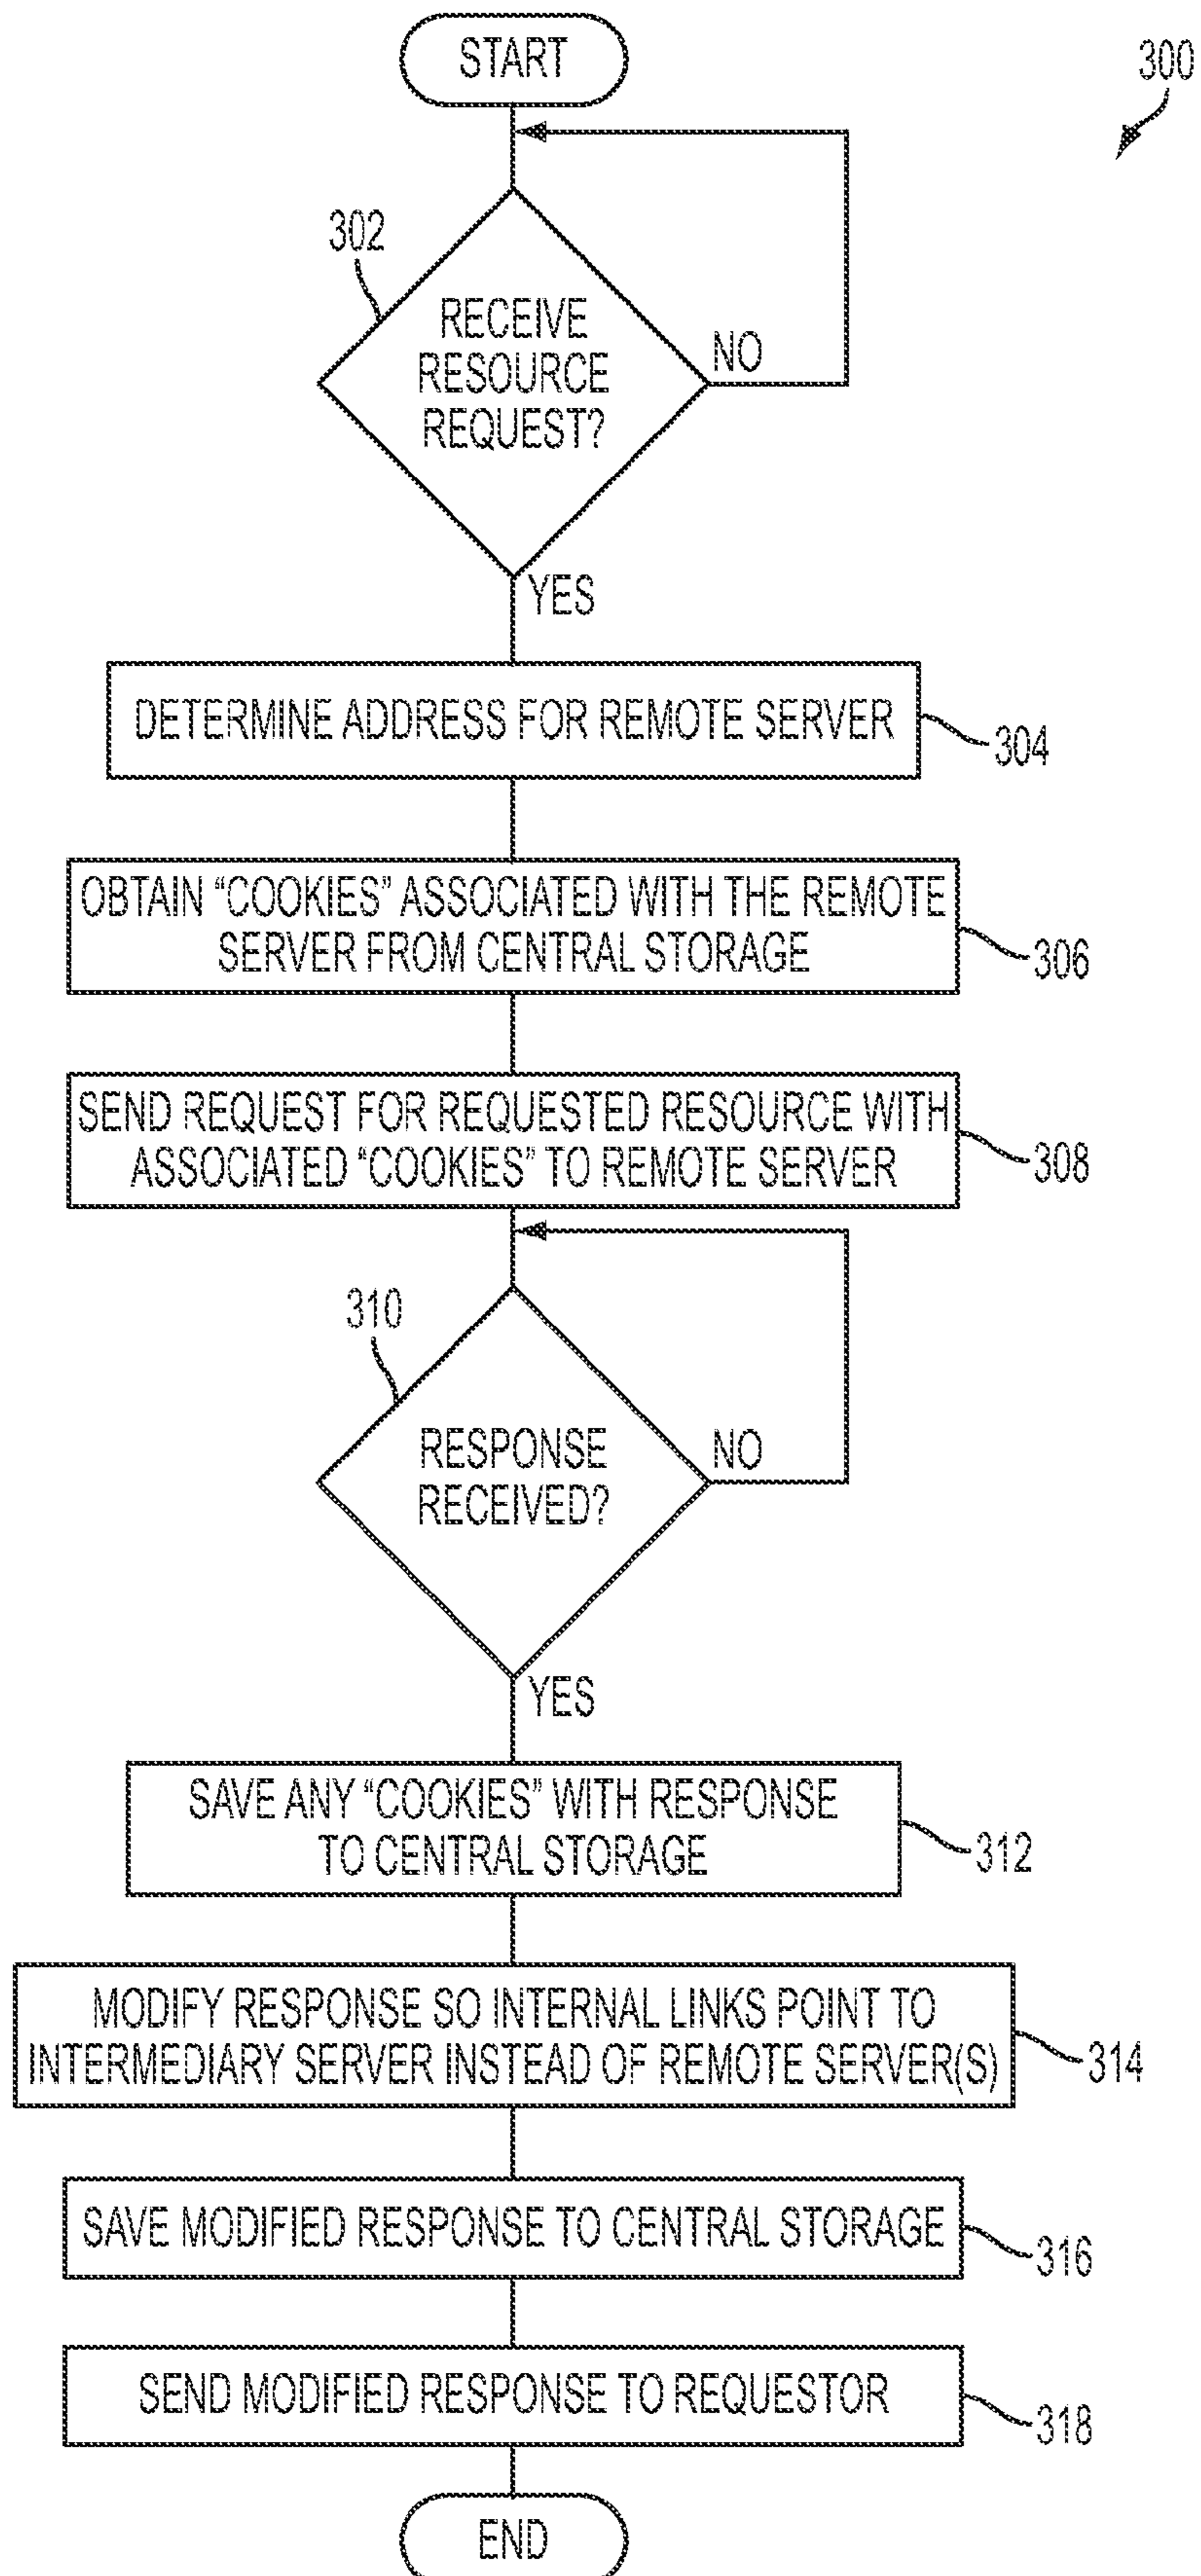 START
300
302
RECEIVE
RESOURCE
REQUEST?
NO
YES
DETERMINE ADDRESS FOR REMOTE SERVER
304
OBTAIN “COOKIES” ASSOCIATED WITH THE REMOTE
SERVER FROM CENTRAL STORAGE
306
SEND REQUEST FOR REQUESTED RESOURCE WITH
ASSOCIATED “COOKIES” TO REMOTE SERVER
308
310
RESPONSE
RECEIVED?
NO
YES
SAVE ANY “COOKIES” WITH RESPONSE
TO CENTRAL STORAGE
312
MODIFY RESPONSE SO INTERNAL LINKS POINT TO
INTERMEDIARY SERVER INSTEAD OF REMOTE SERVER(S)
314
SAVE MODIFIED RESPONSE TO CENTRAL STORAGE
316
SEND MODIFIED RESPONSE TO REQUESTOR
318
END